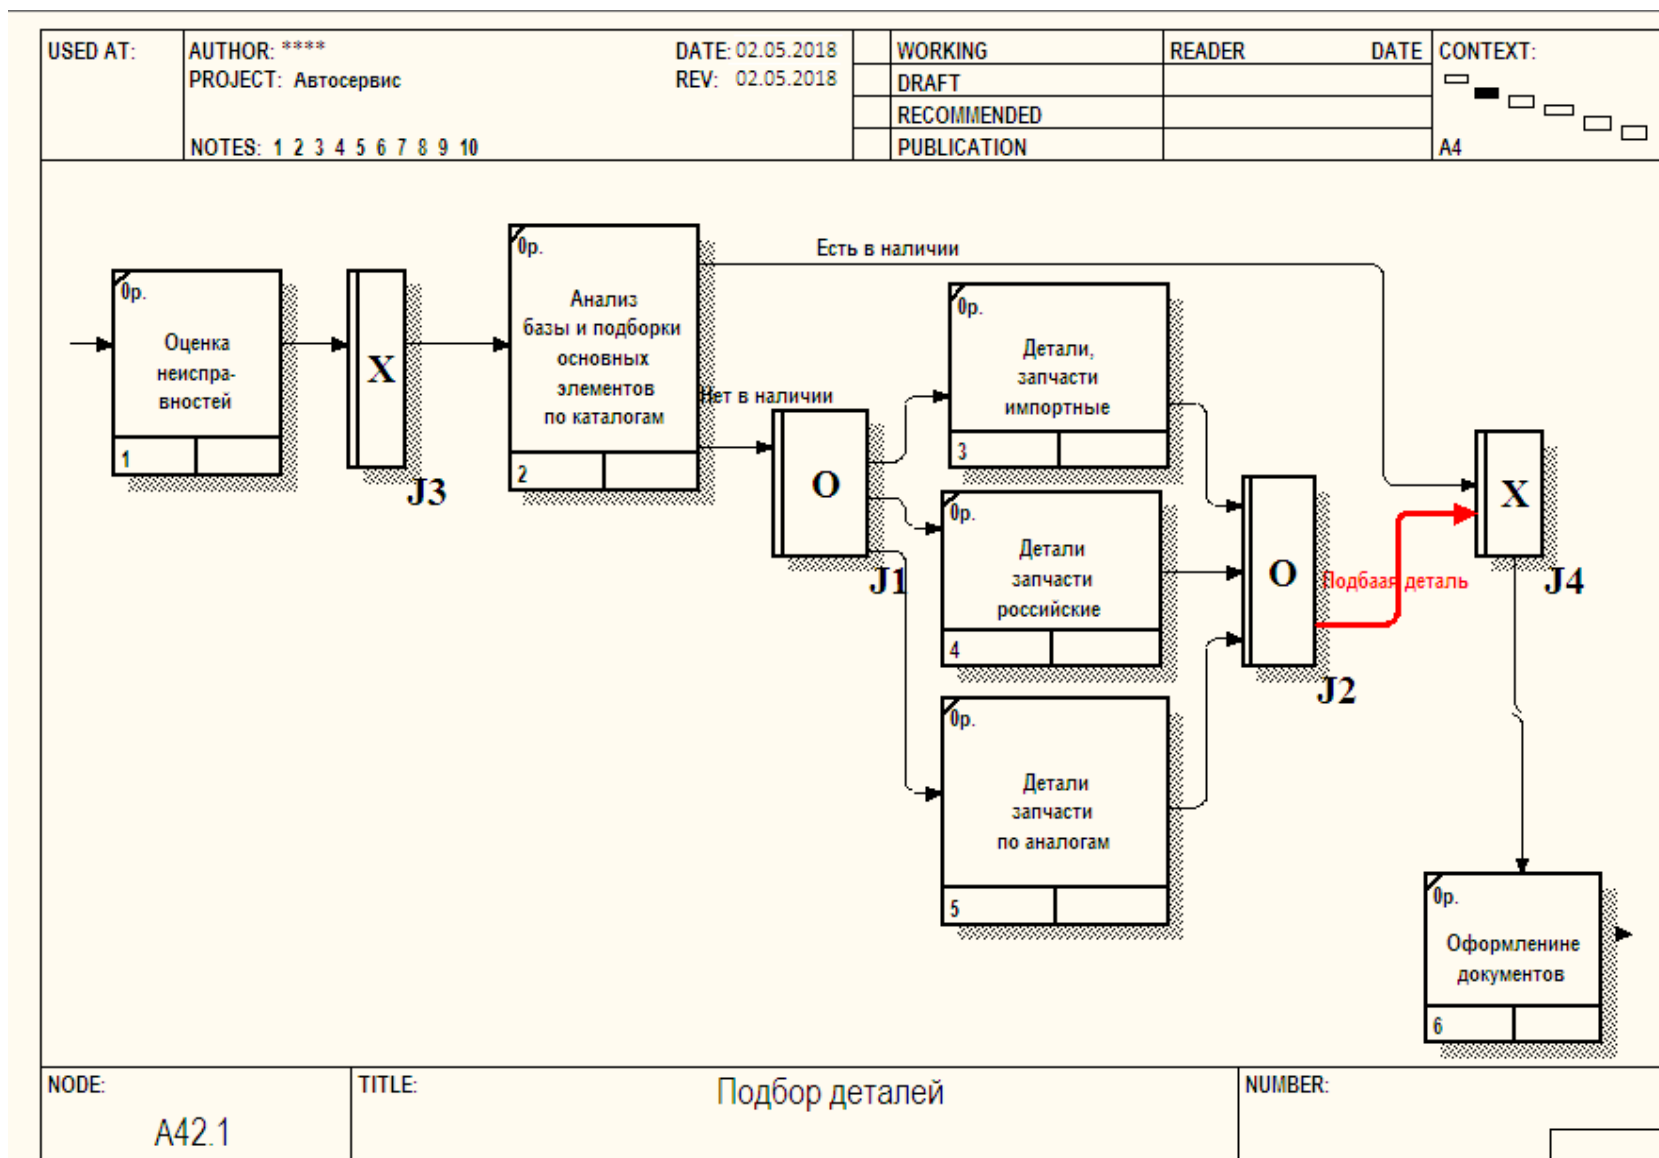 USED AT:
AUTHOR: ****
DATE: 02.05.2018
PROJECT: Автосервис
REV: 02.05.2018
NOTES: 1 2 3 4 5 6 7 8 9 10
WORKING
DRAFT
RECOMMENDED
PUBLICATION
READER
DATE
CONTEXT:
A4
0р.
Оценка
неиспра-
вностей
1
X
J3
0р.
Анализ
базы и подборки
основных
элементов
по каталогам
2
Есть в наличии
Нет в наличии
O
J1
0р.
Детали,
запчасти
импортные
3
0р.
Детали
запчасти
российские
4
0р.
Детали
запчасти
по аналогам
5
O
J2
Подбаая деталь
X
J4
0р.
Оформленине
документов
6
NODE:
A42.1
TITLE:
Подбор деталей
NUMBER: